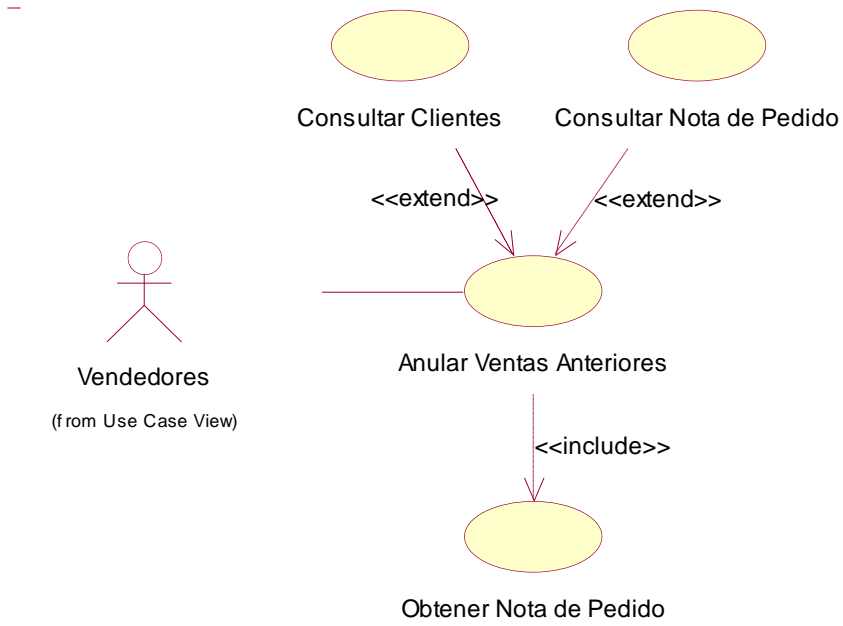 Consultar Clientes
Consultar Nota de Pedido
<<extend>>
<<extend>>
Vendedores
(from Use Case View)
Anular Ventas Anteriores
<<include>>
Obtener Nota de Pedido